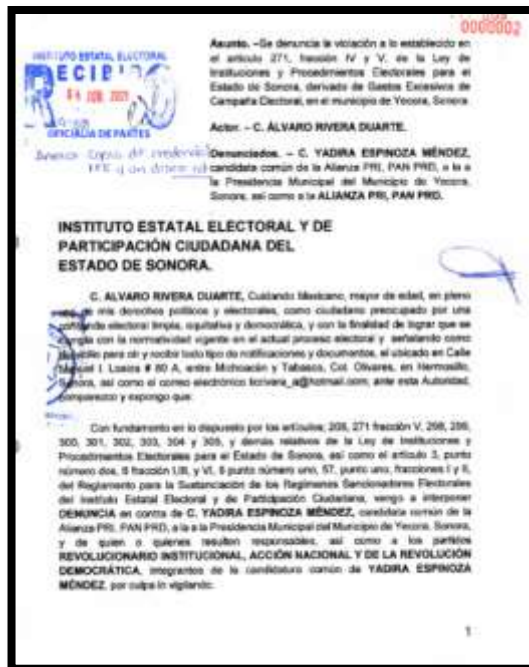 0000002
INSTITUTO ESTATAL ELECTORAL
RECIBIDO
2021
OFICIALIA DE PARTES
Asunto. –Se denuncia la violación a lo establecido en
el artículo 271, fracción IV y V, de la Ley de
Instituciones y Procedimientos Electorales para el
Estado de Sonora, derivado de Gastos Excesivos de
Campaña Electoral, en el municipio de Yecora, Sonora
Actor. – C. ÁLVARO RIVERA DUARTE.
Denunciados. – C. YADIRA ESPINOZA MÉNDEZ,
candidata común de la Alianza PRI, PAN PRD, a la a
la Presidencia Municipal del Municipio de Yecora,
Sonora, así como a la ALIANZA PRI, PAN PRD.
INSTITUTO ESTATAL ELECTORAL Y DE
PARTICIPACIÓN CIUDADANA DEL
ESTADO DE SONORA.
C. ALVARO RIVERA DUARTE, Mexicano, mayor de edad, en pleno
de mis derechos políticos y electorales, como ciudadano preocupado por una
electoral limpia, equitativa y democrática, y con la finalidad de lograr que se
con la normatividad vigente en el actual proceso electoral y señalando como
para oír y recibir todo tipo de notificaciones y documentos, el ubicado en Calle
I. Loaiza # 80 A, entre Michoacán y Tabasco, Col. Olivares, en Hermosillo,
Sonora, así como el correo electrónico ante esta Autoridad,
comparezco y expongo que:
Con fundamento en lo dispuesto por los artículos; 208, 271 fracción V, 298, 299,
300, 301, 302, 303, 304 y 305, y demás relativos de la Ley de Instituciones y
Procedimientos Electorales para el Estado de Sonora, así como el artículo 3, punto
número dos, fracción y VI, punto número uno, 57, punto uno, fracciones I y II,
del Reglamento para la Sustanciación de los Regímenes Sancionadores Electorales
del Instituto Estatal Electoral y de Participación Ciudadana, vengo a interponer
DENUNCIA en contra de C. YADIRA ESPINOZA MÉNDEZ, candidata común de la
Alianza PRI, PAN PRD, a la a la Presidencia Municipal del Municipio de Yecora, Sonora,
y de quien o quienes resulten responsables, así como a los partidos
REVOLUCIONARIO INSTITUCIONAL, ACCIÓN NACIONAL Y DE LA REVOLUCIÓN
DEMOCRÁTICA, integrantes de la candidatura común de YADIRA ESPINOZA
MÉNDEZ, por culpa in vigilando.
1